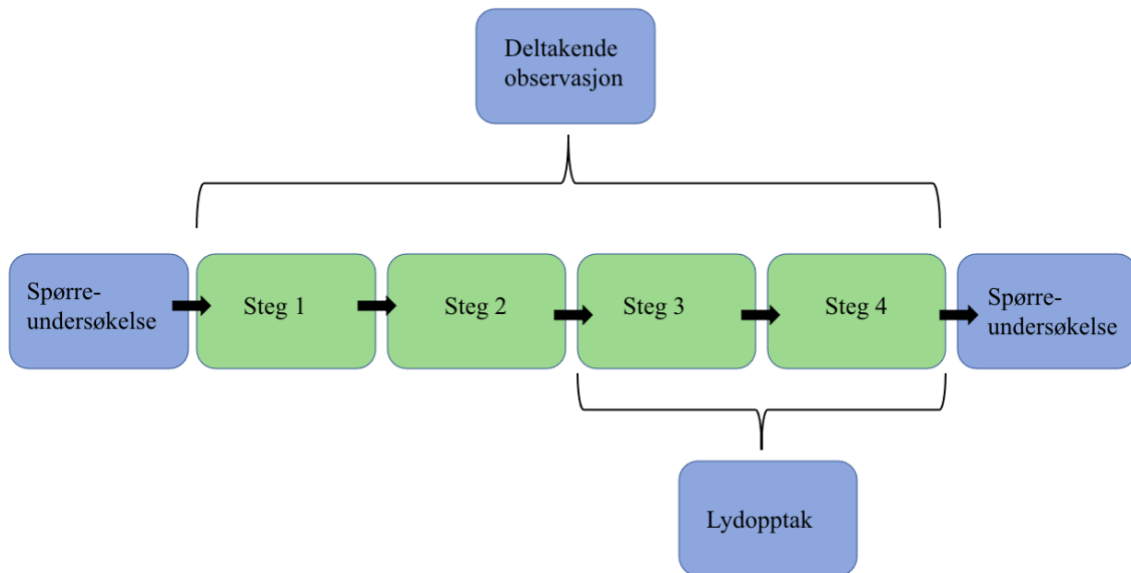 Deltakende
observasjon
Spørre-
undersøkelse
Steg 1
Steg 2
Steg 3
Steg 4
Spørre-
undersøkelse
Lydopptak